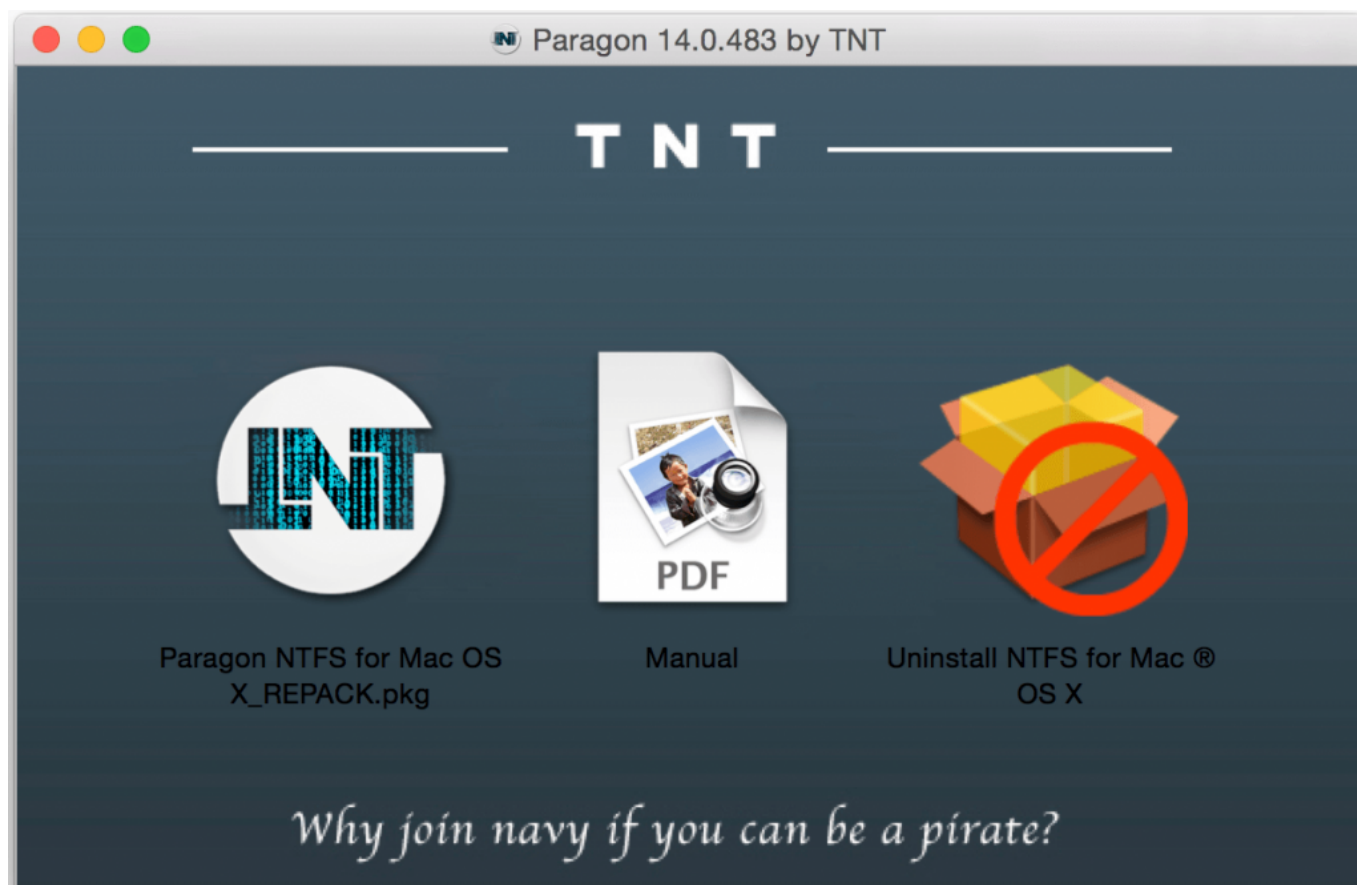 Paragon 14.0.483 by TNT
TNT
TNT
PDF
Paragon NTFS for Mac OS
X_REPACK.pkg
Manual
Uninstall NTFS for Mac ®
OS X
Why join navy if you can be a pirate?